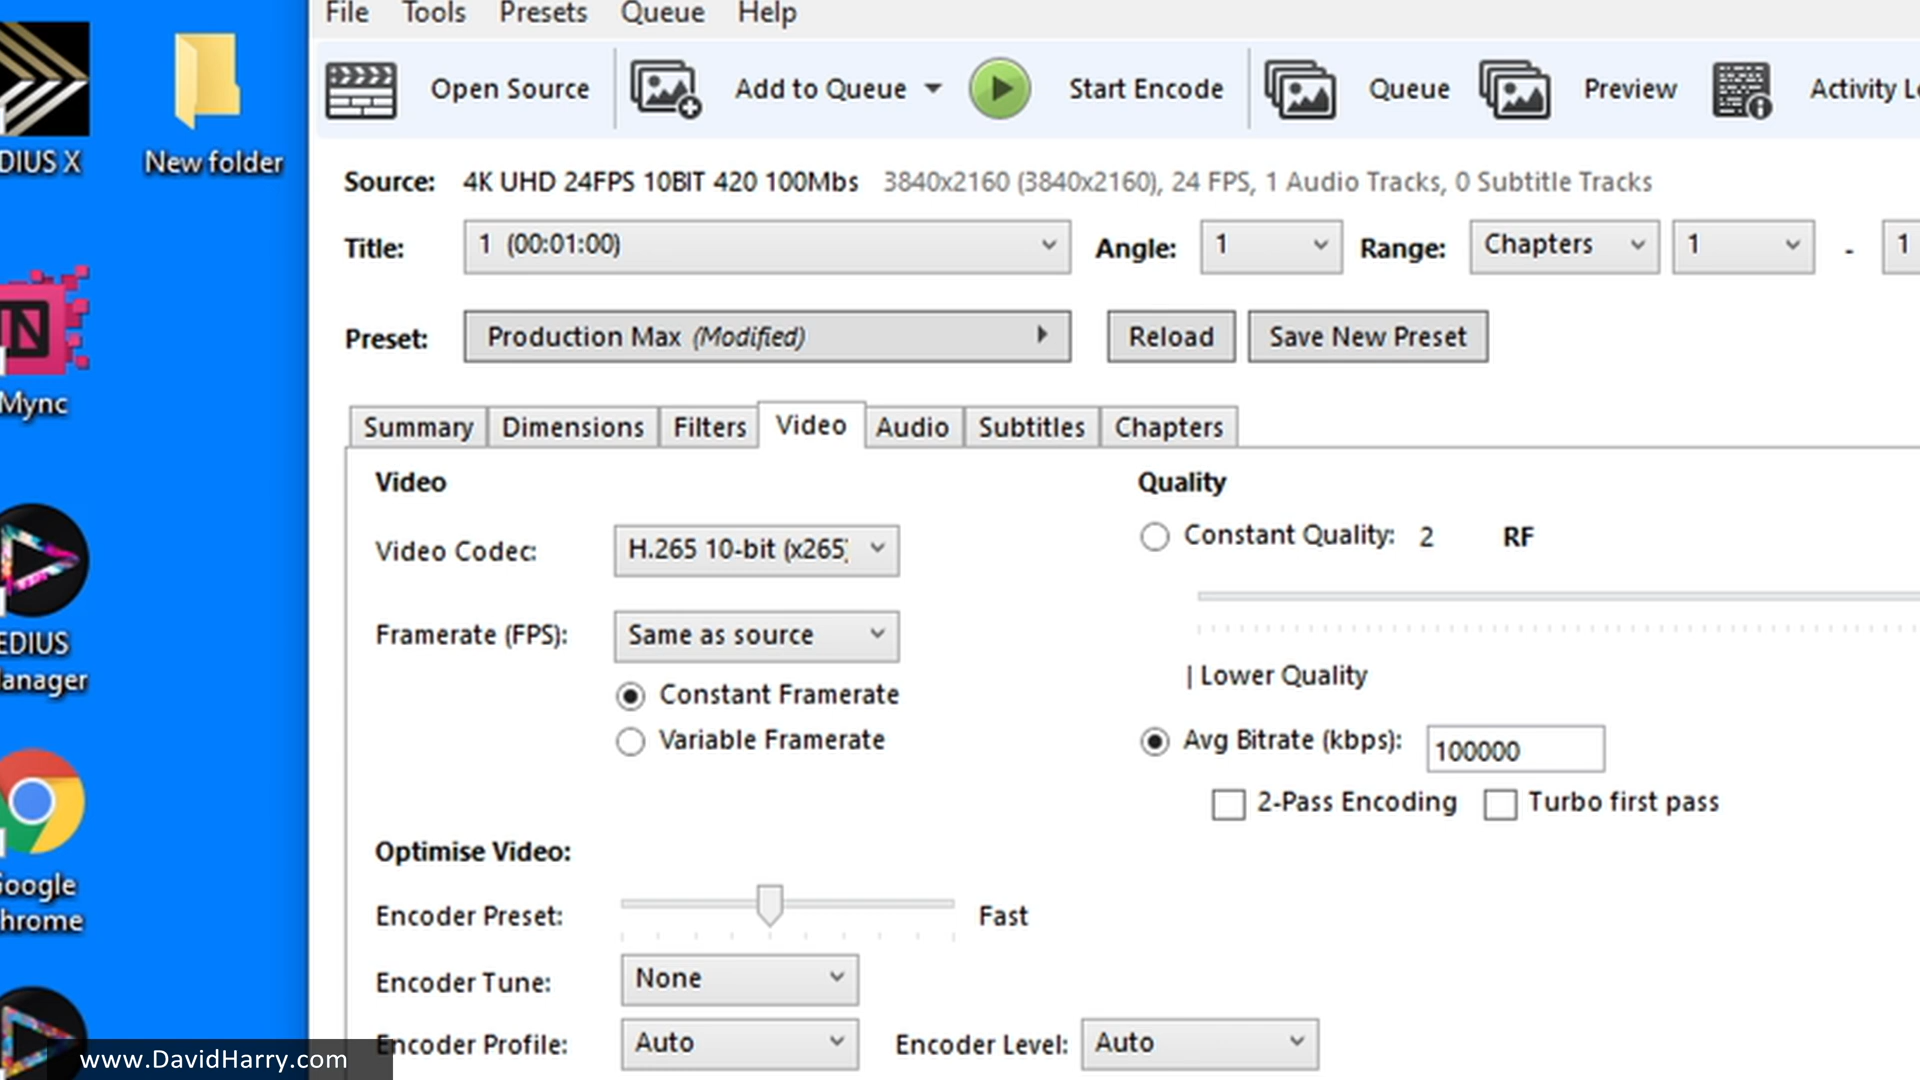 File Tools Presets Queue Help
Open Source Add to Queue Start Encode Queue Preview Activity
DIUS X
New folder
Source: 4K UHD 24FPS 10BIT 420 100Mbs 3840x2160 (3840x2160), 24 FPS, 1 Audio Tracks, 0 Subtitle Tracks
Title: 1 (00:01:00) Angle: 1 Range: Chapters 1 - 1
Preset: Production Max (Modified) Reload Save New Preset
Mync
Summary Dimensions Filters Video Audio Subtitles Chapters
Video
Quality
Video Codec: H.265 10-bit (x265)
Constant Quality: 2 RF
Framerate (FPS): Same as source
| Lower Quality
Constant Framerate
Variable Framerate
Avg Bitrate (kbps): 100000
2-Pass Encoding Turbo first pass
EDIUS
anager
Optimise Video:
Encoder Preset: Fast
oogle
hrome
Encoder Tune: None
Encoder Profile: Auto Encoder Level: Auto
www.DavidHarry.com